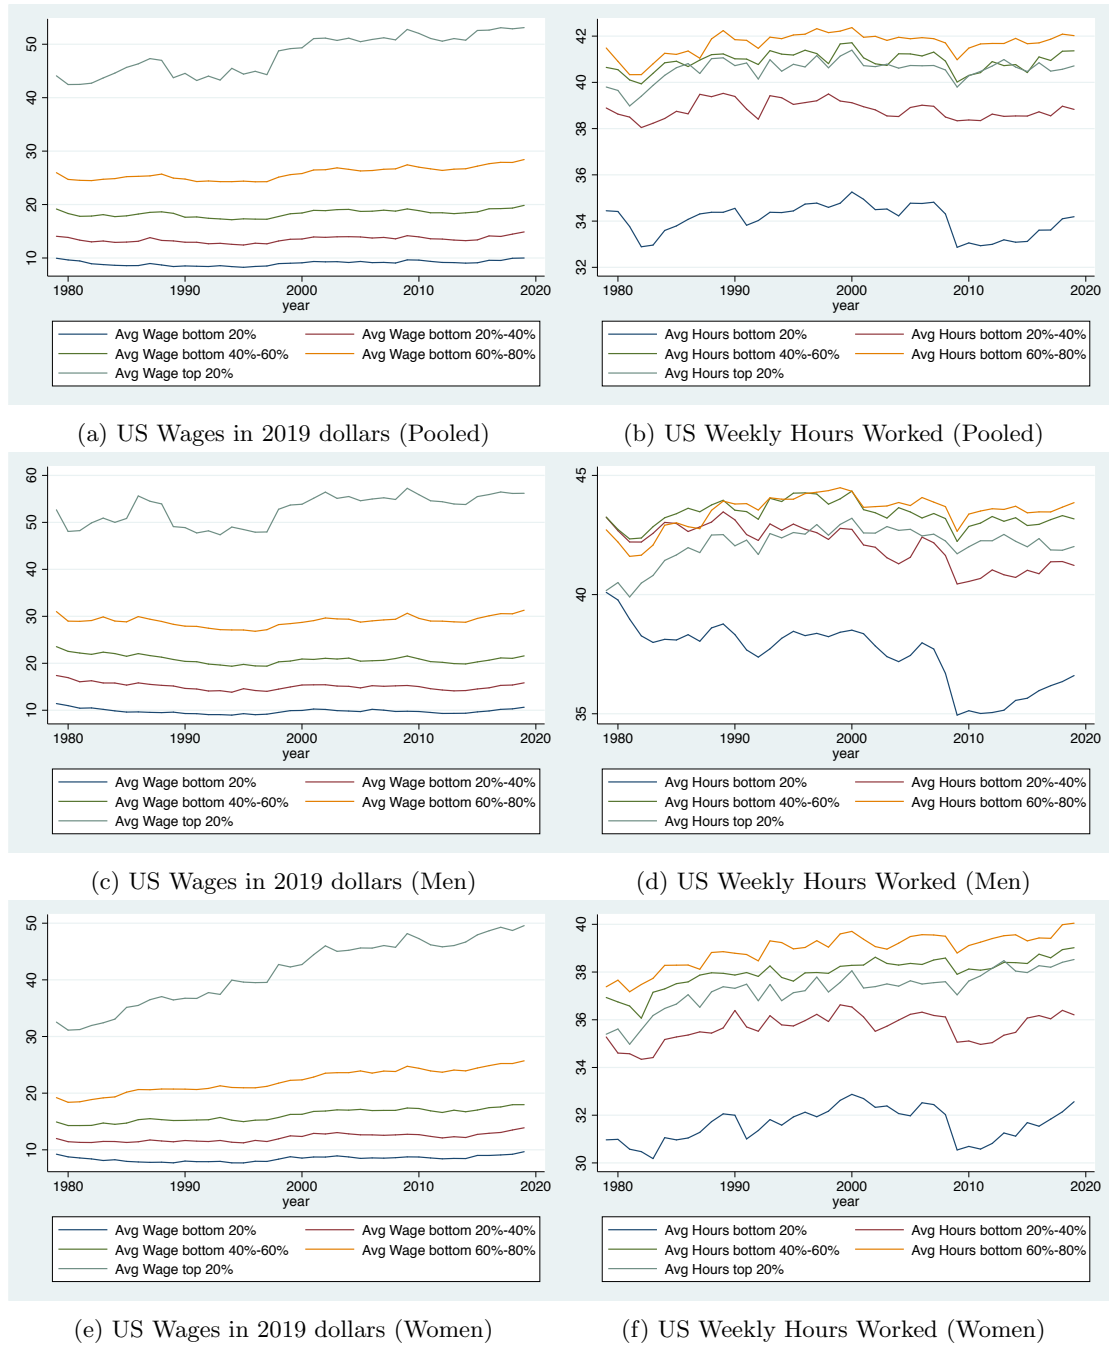 50
40
30
20
10
1980 1990 2000 2010 2020
year
Avg Wage bottom 20% Avg Wage bottom 20%-40%
Avg Wage bottom 40%-60% Avg Wage bottom 60%-80%
Avg Wage top 20%
(a) US Wages in 2019 dollars (Pooled)
42
40
38
36
34
32
1980 1990 2000 2010 2020
year
Avg Hours bottom 20% Avg Hours bottom 20%-40%
Avg Hours bottom 40%-60% Avg Hours bottom 60%-80%
Avg Hours top 20%
(b) US Weekly Hours Worked (Pooled)
60
50
40
30
20
10
1980 1990 2000 2010 2020
year
Avg Wage bottom 20% Avg Wage bottom 20%-40%
Avg Wage bottom 40%-60% Avg Wage bottom 60%-80%
Avg Wage top 20%
(c) US Wages in 2019 dollars (Men)
45
40
35
1980 1990 2000 2010 2020
year
Avg Hours bottom 20% Avg Hours bottom 20%-40%
Avg Hours bottom 40%-60% Avg Hours bottom 60%-80%
Avg Hours top 20%
(d) US Weekly Hours Worked (Men)
50
40
30
20
10
1980 1990 2000 2010 2020
year
Avg Wage bottom 20% Avg Wage bottom 20%-40%
Avg Wage bottom 40%-60% Avg Wage bottom 60%-80%
Avg Wage top 20%
(e) US Wages in 2019 dollars (Women)
40
38
36
34
32
30
1980 1990 2000 2010 2020
year
Avg Hours bottom 20% Avg Hours bottom 20%-40%
Avg Hours bottom 40%-60% Avg Hours bottom 60%-80%
Avg Hours top 20%
(f) US Weekly Hours Worked (Women)